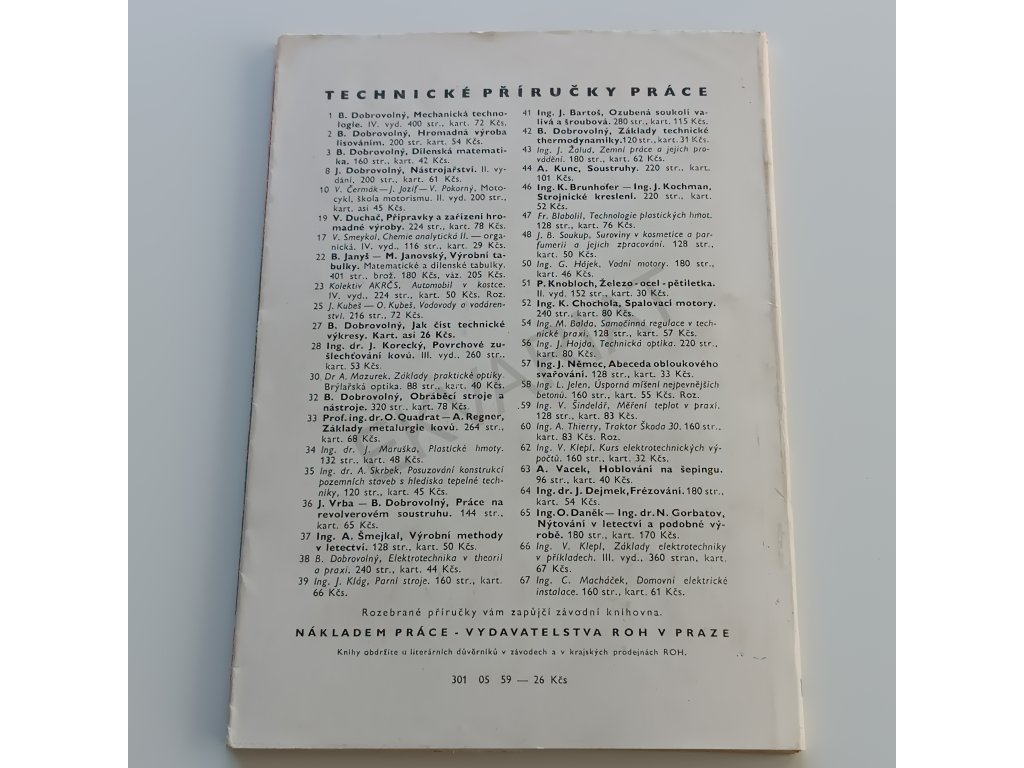 TECHNICKÉ PŘÍRUČKY PRÁCE
1 B. Dobrovolný, Mechanická techno-
logie. IV. vyd. 400 str., kart. 72 Kčs.
2 B. Dobrovolný, Hromadná výroba
lisováním. 200 str. kart. 54 Kčs.
3 B. Dobrovolný, Dílenská matemati-
ka. 160 str., kart. 42 Kčs.
8 J. Dobrovolný, Nástrojařství. II. vy-
dání, 200 str., kart. 61 Kčs.
10 V. Čermák — J. Jozíf — V. Pokorný, Moto-
cykl, škola motorismu. II. vyd. 200 str.,
kart. asi 45 Kčs.
19 V. Duchač, Přípravky a zařízení hro-
madné výroby. 224 str., kart. 78 Kčs.
17 V. Smeykal, Chemie analytická II. — orga-
nická. IV. vyd., 116 str., kart. 29 Kčs.
22 B. Janyš — M. Janovský, Výrobní ta-
bulky. Matematické a dílenské tabulky.
401 str., brož. 180 Kčs, váz. 205 Kčs.
23 Kolektiv AKRČS, Automobil v kostce.
IV. vyd., 224 str., kart. 50 Kčs. Roz.
25 J. Kubeš — O. Kubeš, Vodovody a vodáren-
ství. 216 str., 72 Kčs.
27 B. Dobrovolný, Jak číst technické
výkresy. Kart. asi 26 Kčs.
28 Ing. dr. J. Korecký, Povrchové zu-
šlechťování kovů. III. vyd., 260 str.,
kart. 53 Kčs.
30 Dr A. Mazurek, Základy praktické optiky.
Brýlařská optika. 88 str., kart. 40 Kčs.
32 B. Dobrovolný, Obráběcí stroje a
nástroje. 320 str., kart. 78 Kčs.
33 Prof. ing. dr. O. Quadrat — A. Regner,
Základy metalurgie kovů. 264 str.,
kart. 68 Kčs.
34 Ing. dr. J. Maruška, Plastické hmoty.
132 str., kart. 48 Kčs.
35 Ing. dr. A. Skrbek, Posuzování konstrukcí
pozemních staveb s hlediska tepelné tech-
niky, 120 str., kart. 45 Kčs.
36 J. Vrba — B. Dobrovolný, Práce na
revolverovém soustruhu. 144 str.,
kart. 65 Kčs.
37 Ing. A. Šmejkal, Výrobní methody
v letectví. 128 str., kart. 50 Kčs.
38 B. Dobrovolný, Elektrotechnika v theorii
a praxi. 240 str., kart. 44 Kčs.
39 Ing. J. Klág, Parní stroje. 160 str., kart.
66 Kčs.
41 Ing. J. Bartoš, Ozubená soukolí va-
livá a šroubová. 280 str., kart. 115 Kčs.
42 B. Dobrovolný, Základy technické
thermodynamiky. 120 str., kart. 31 Kčs.
43 Ing. J. Žalud, Zemní práce a jejich pro-
vádění. 180 str., kart. 62 Kčs.
44 A. Kunc, Soustruhy. 220 str., kart.
101 Kčs.
46 Ing. K. Brunhofer — Ing. J. Kochman,
Strojnické kreslení. 220 str., kart.
52 Kčs.
47 Fr. Blabolil, Technologie plastických hmot.
128 str., kart. 76 Kčs.
48 J. B. Soukup, Suroviny v kosmetice a par-
fumerii a jejich zpracování. 128 str.,
kart. 50 Kčs.
50 Ing. G. Hájek, Vodní motory. 180 str.,
kart. 46 Kčs.
51 P. Knobloch, Železo - ocel - pětiletka.
II. vyd. 152 str., kart. 30 Kčs.
52 Ing. K. Chochola, Spalovací motory.
240 str., kart. 80 Kčs.
54 Ing. M. Balda, Samočinná regulace v tech-
nické praxi, 128 str., kart. 57 Kčs.
56 Ing. J. Hojda, Technická optika. 220 str.,
kart. 80 Kčs.
57 Ing. J. Němec, Abeceda obloukového
svařování. 128 str., kart. 33 Kčs.
58 Ing. L. Jelen, Úsporná míšení nejpevnějších
betonů. 160 str., kart. 55 Kčs. Roz.
59 Ing. V. Šindelář, Měření teplot v praxi.
128 str., kart. 83 Kčs.
60 Ing. A. Thierry, Traktor Škoda 30. 160 str.,
kart. 83 Kčs. Roz.
62 Ing. V. Klepl, Kurs elektrotechnických vý-
počtů. 160 str., kart. 32 Kčs.
63 A. Vacek, Hoblování na šepingu.
96 str., kart. 40 Kčs.
64 Ing. dr. J. Dejmek, Frézování. 180 str.,
kart. 54 Kčs.
65 Ing. O. Daněk — Ing. dr. N. Gorbatov,
Nýtování v letectví a podobné vý-
robě. 180 str., kart. 170 Kčs.
66 Ing. V. Klepl, Základy elektrotechniky
v příkladech. III. vyd., 360 stran, kart.
67 Kčs.
67 Ing. C. Macháček, Domovní elektrické
instalace. 160 str., kart. 61 Kčs.
Rozebrané příručky vám zapůjčí závodní knihovna.
NÁKLADEM PRÁCE - VYDAVATELSTVA ROH V PRAZE
Knihy obdržíte u literárních důvěrníků v závodech a v krajských prodejnách ROH.
301 05 59 — 26 Kčs